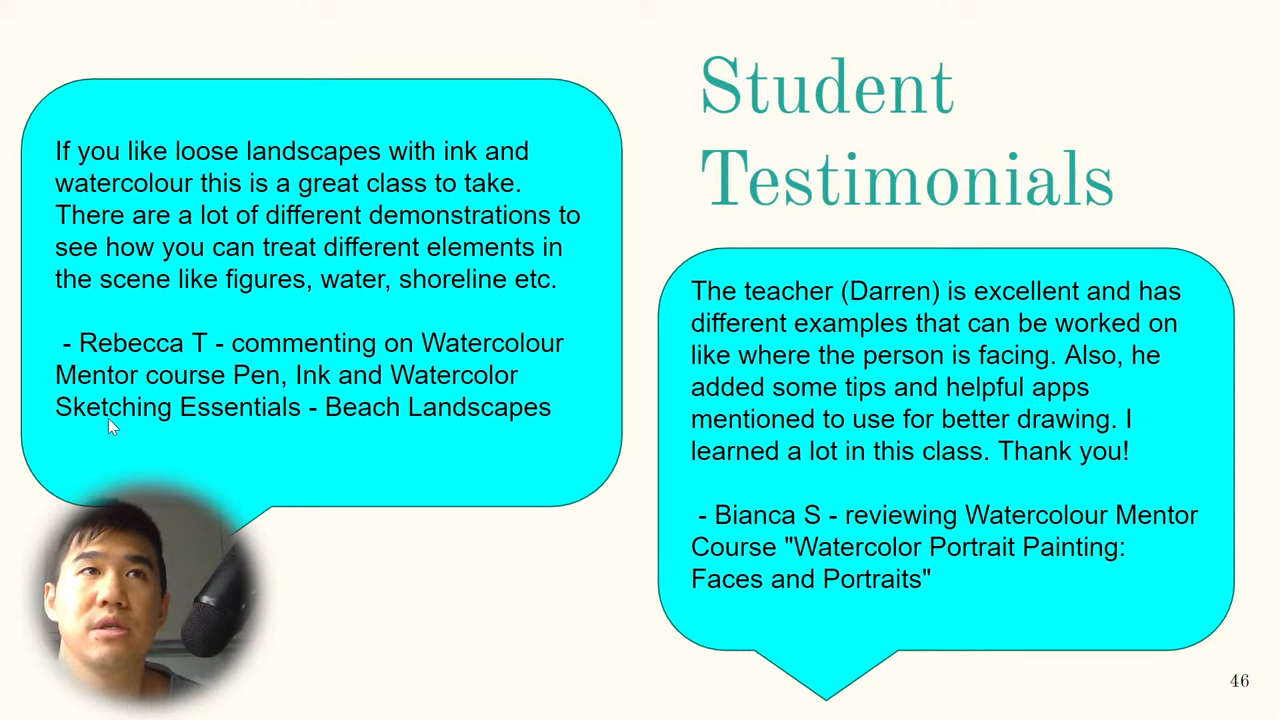 Student
Testimonials
If you like loose landscapes with ink and
watercolour this is a great class to take.
There are a lot of different demonstrations to
see how you can treat different elements in
the scene like figures, water, shoreline etc.
- Rebecca T - commenting on Watercolour
Mentor course Pen, Ink and Watercolor
Sketching Essentials - Beach Landscapes
The teacher (Darren) is excellent and has
different examples that can be worked on
like where the person is facing. Also, he
added some tips and helpful apps
mentioned to use for better drawing. I
learned a lot in this class. Thank you!
- Bianca S - reviewing Watercolour Mentor
Course "Watercolor Portrait Painting:
Faces and Portraits"
46